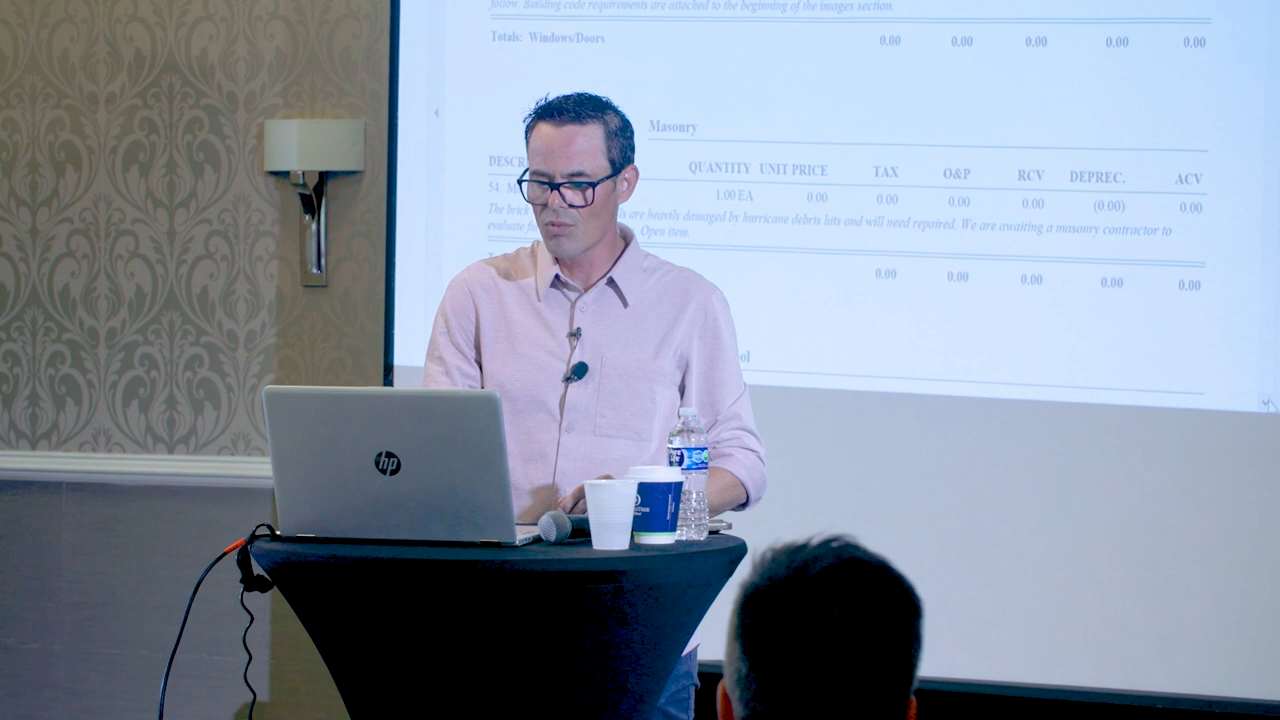 follow. Building code requirements are attached to the beginning of the images section.
Totals: Windows/Doors 0.00 0.00 0.00 0.00 0.00
Masonry
DESCR QUANTITY UNIT PRICE TAX O&P RCV DEPREC. ACV
54. M 1.00 EA 0.00 0.00 0.00 0.00 (0.00) 0.00
The brick ls are heavily damaged by hurricane debris hits and will need repaired. We are awaiting a masonry contractor to
evaluate Open item.
0.00 0.00 0.00 0.00 0.00
ol
hp